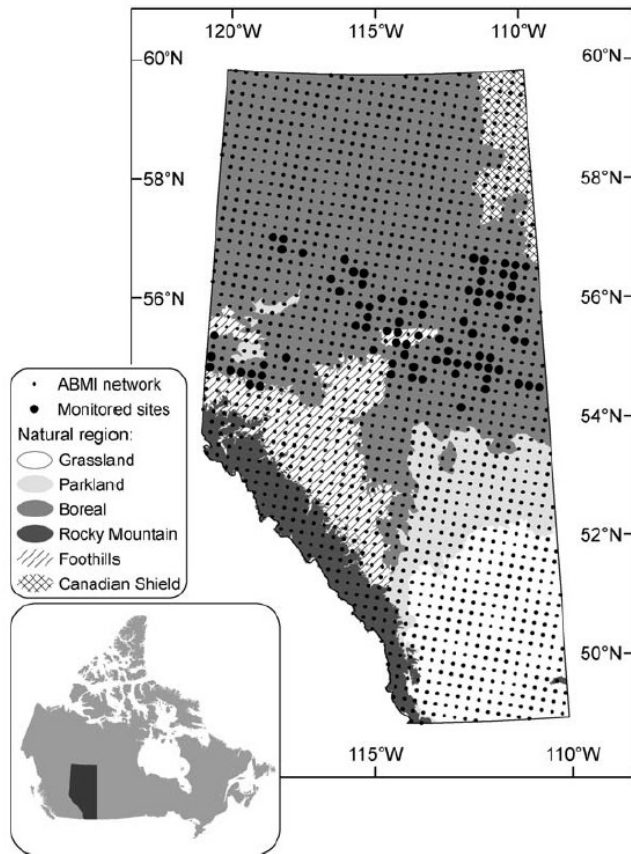 120°W 115°W 110°W
60°N 60°N
58°N 58°N
56°N 56°N
54°N
52°N
50°N
ABMI network
Monitored sites
Natural region:
Grassland
Parkland
Boreal
Rocky Mountain
Foothills
Canadian Shield
115°W 110°W